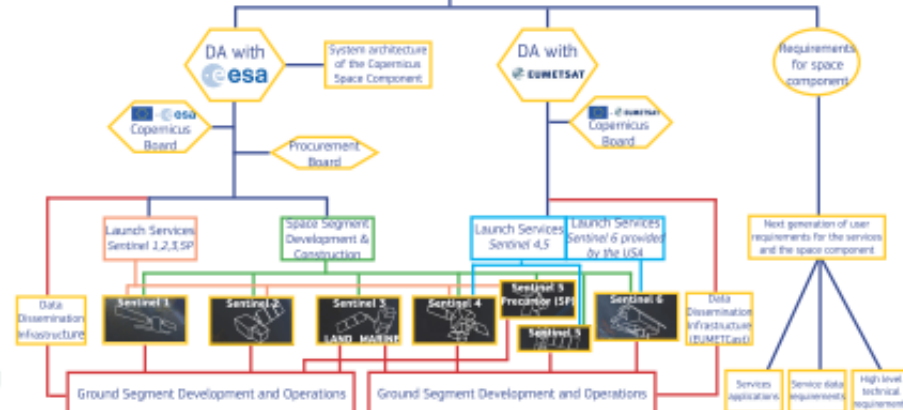 DA with
esa
System architecture
of the Copernicus
Space Component
DA with
EUMETSAT
Requirements
for space
component
esa
Copernicus
Board
EUMETSAT
Copernicus
Board
Procurement
Board
Launch Services
Sentinel 1,2,3,5P
Space Segment
Development &
Construction
Launch Services
Sentinel 4,5
Launch Services
Sentinel 6 provided
by the USA
Next generation of user
requirements for the services
and the space component
Data
Dissemination
Infrastructure
Sentinel 1
Sentinel 2
Sentinel 3
LAND MARINE
Sentinel 4
Sentinel 5
Precursor (5P)
Sentinel 5
Sentinel 6
Data
Dissemination
Infrastructure
(EUMETCast)
Ground Segment Development and Operations
Ground Segment Development and Operations
Services
applications
Service data
requirements
High level
technical
requirements